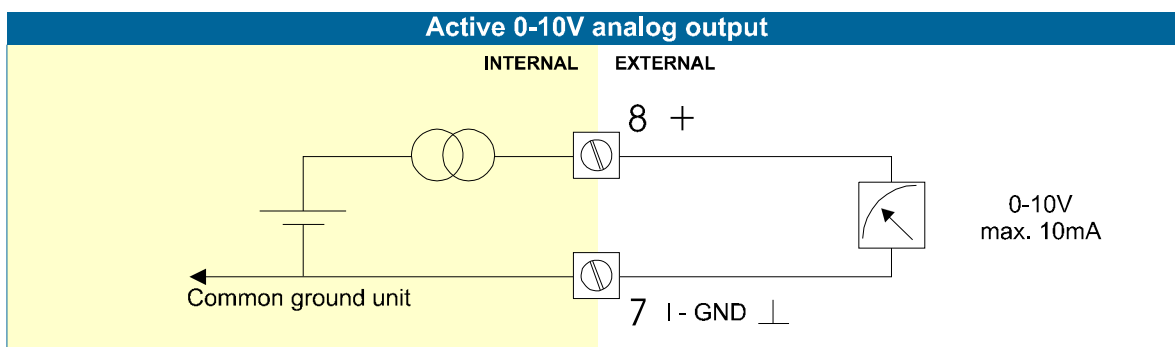 Active 0-10V analog output
INTERNAL EXTERNAL
8 +
0-10V
max. 10mA
Common ground unit
7 I - GND ⊥